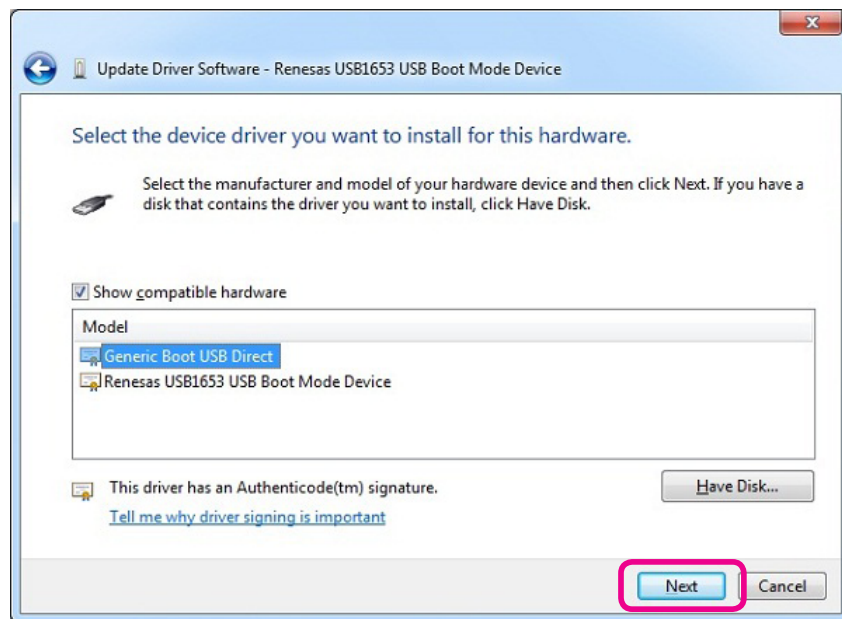 Update Driver Software - Renesas USB1653 USB Boot Mode Device
Select the device driver you want to install for this hardware.
Select the manufacturer and model of your hardware device and then click Next. If you have a
disk that contains the driver you want to install, click Have Disk.
Show compatible hardware
Model
Generic Boot USB Direct
Renesas USB1653 USB Boot Mode Device
This driver has an Authenticode(tm) signature.
Have Disk...
Tell me why driver signing is important
Next
Cancel